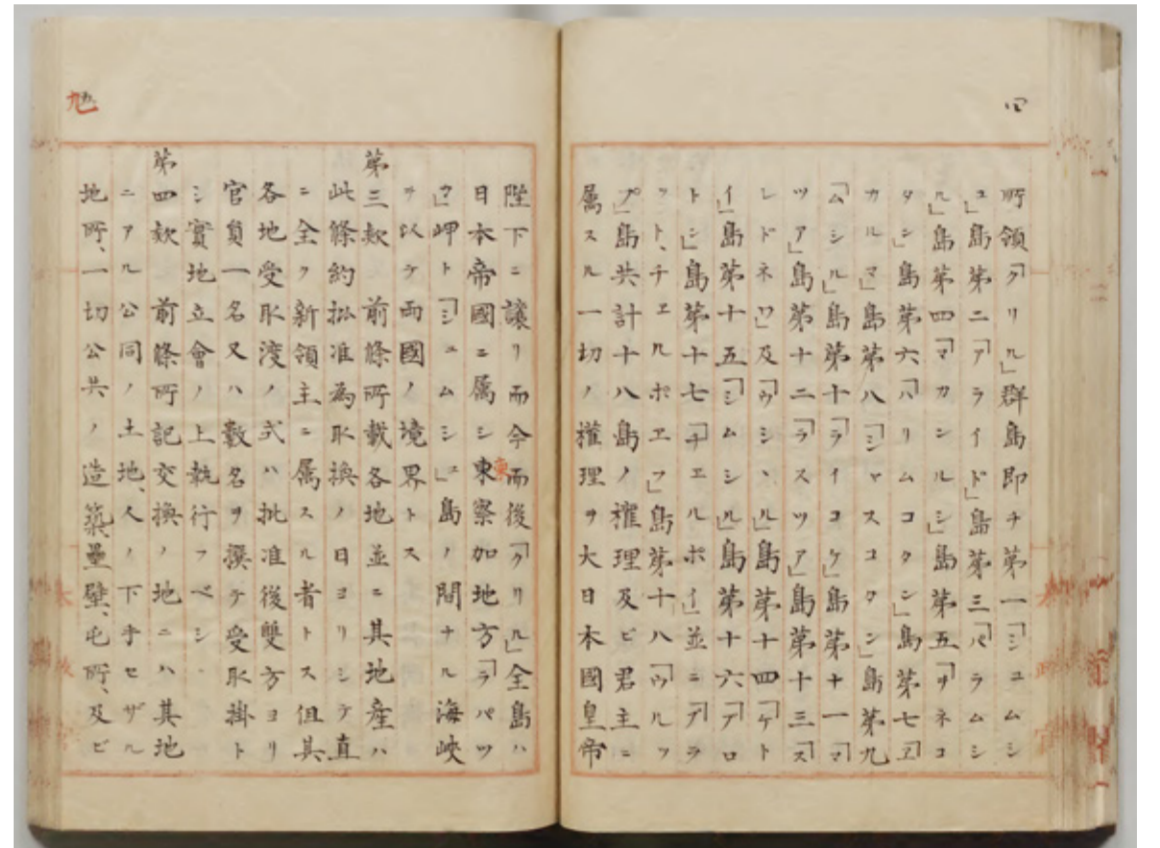 四
所領「クリル」群島即チ第一「シユムシ
ユ」島第二「アライド」島第三「パラムシ
ル」島第四「マカンルシ」島第五「ヲネコ
タン」島第六「ハリムコタン」島第七「ヱ
カルマ」島第八「シャスコタン」島第九
「ムシル」島第十「ライコケ」島第十一「マ
ツア」島第十二「ラスツア」島第十三「ス
レドネワ」及「ウシヽル」島第十四「ケト
イ」島第十五「シムシル」島第十六「ブロ
トン」島第十七「チエルポイ」並ニ「ブラ
ツト、チエルポエフ」島第十八「ウルッ
プ」島共計十八島ノ權理及ビ君主ニ
属スル一切ノ權理ヲ大日本國皇帝
陛下ニ讓リ而今而後「クリル」全島ハ
日本帝國ニ属シ東察加地方「ラパツ
カ」岬ト「シユムシユ」島ノ間ナル海峽
ヲ以テ両國ノ境界トス
第三款 前條所載各地並ニ其地産ハ
此條約批准為取換ノ日ヨリシテ直
ニ全ク新領主ニ属スル者トス但其
各地受取渡ノ式ハ批准後雙方ヨリ
官員一名又ハ數名ヲ撰テ受取掛ト
シ實地立會ノ上執行フベシ
第四款 前條所記交換ノ地ニハ其地
ニアル公同ノ土地、人ノ下手セザル
地所、一切公共ノ造築、壘壁、屯所、及ビ